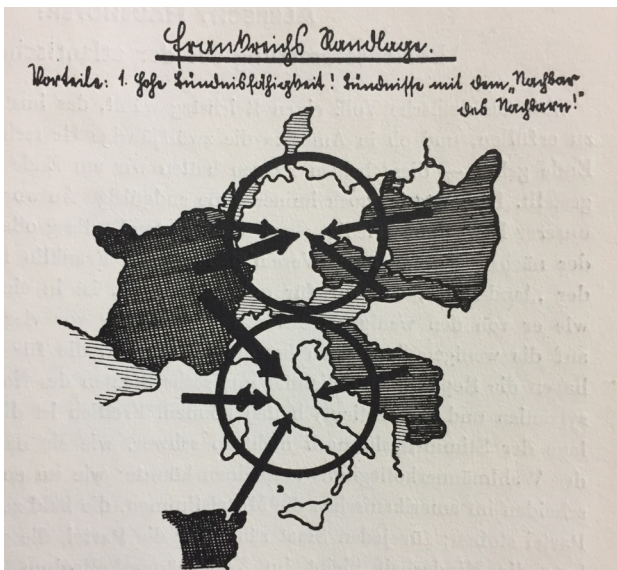 Frankreichs Randlage.
Vorteile: 1. Hohe Bündnisfähigkeit! Bündnisse mit dem „Nachbar
des Nachbarn!"